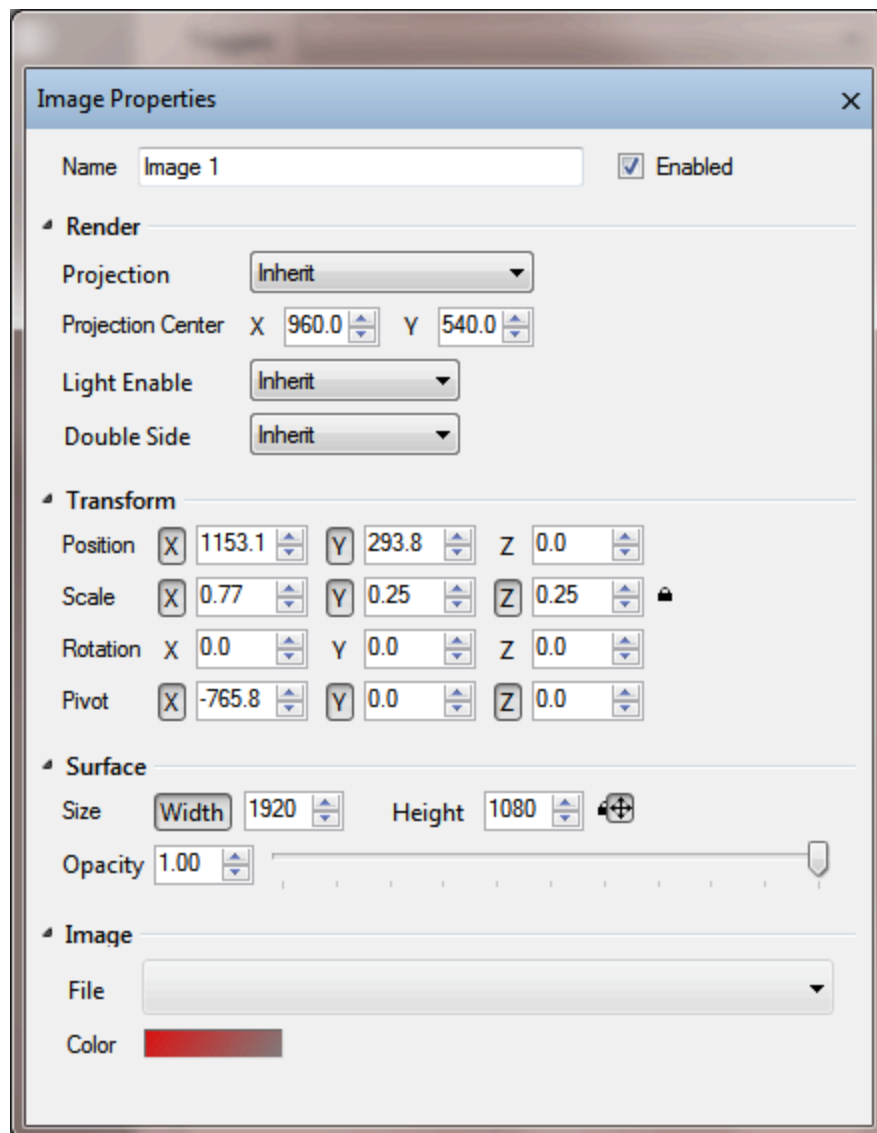 Image Properties
Name Image 1 Enabled
Render
Projection Inherit
Projection Center X 960.0 Y 540.0
Light Enable Inherit
Double Side Inherit
Transform
Position X 1153.1 Y 293.8 Z 0.0
Scale X 0.77 Y 0.25 Z 0.25
Rotation X 0.0 Y 0.0 Z 0.0
Pivot X -765.8 Y 0.0 Z 0.0
Surface
Size Width 1920 Height 1080
Opacity 1.00
Image
File
Color